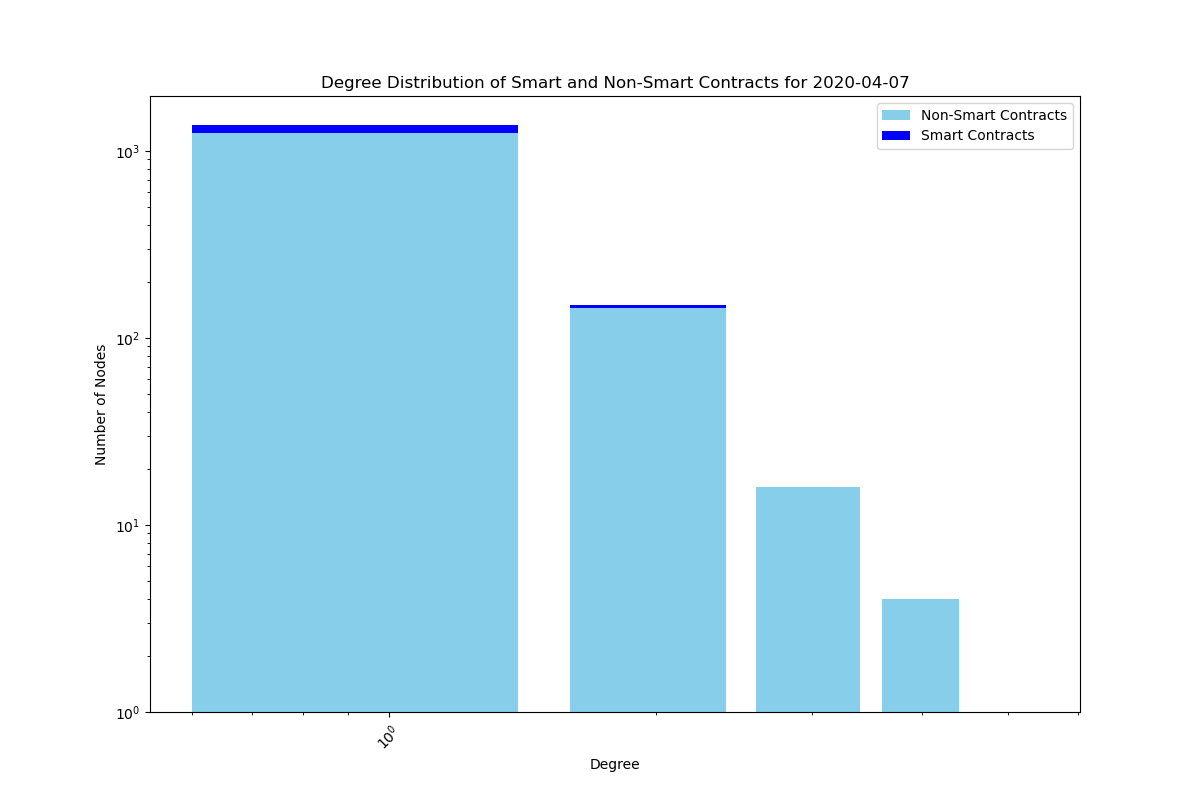 Degree Distribution of Smart and Non-Smart Contracts for 2020-04-07
Non-Smart Contracts
Smart Contracts
10³
10²
10¹
10⁰
Number of Nodes
10⁰
Degree